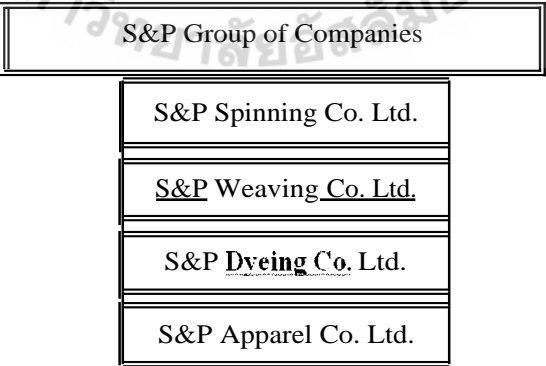 S&P Group of Companies
S&P Spinning Co. Ltd.
S&P Weaving Co. Ltd.
S&P Dyeing Co. Ltd.
S&P Apparel Co. Ltd.